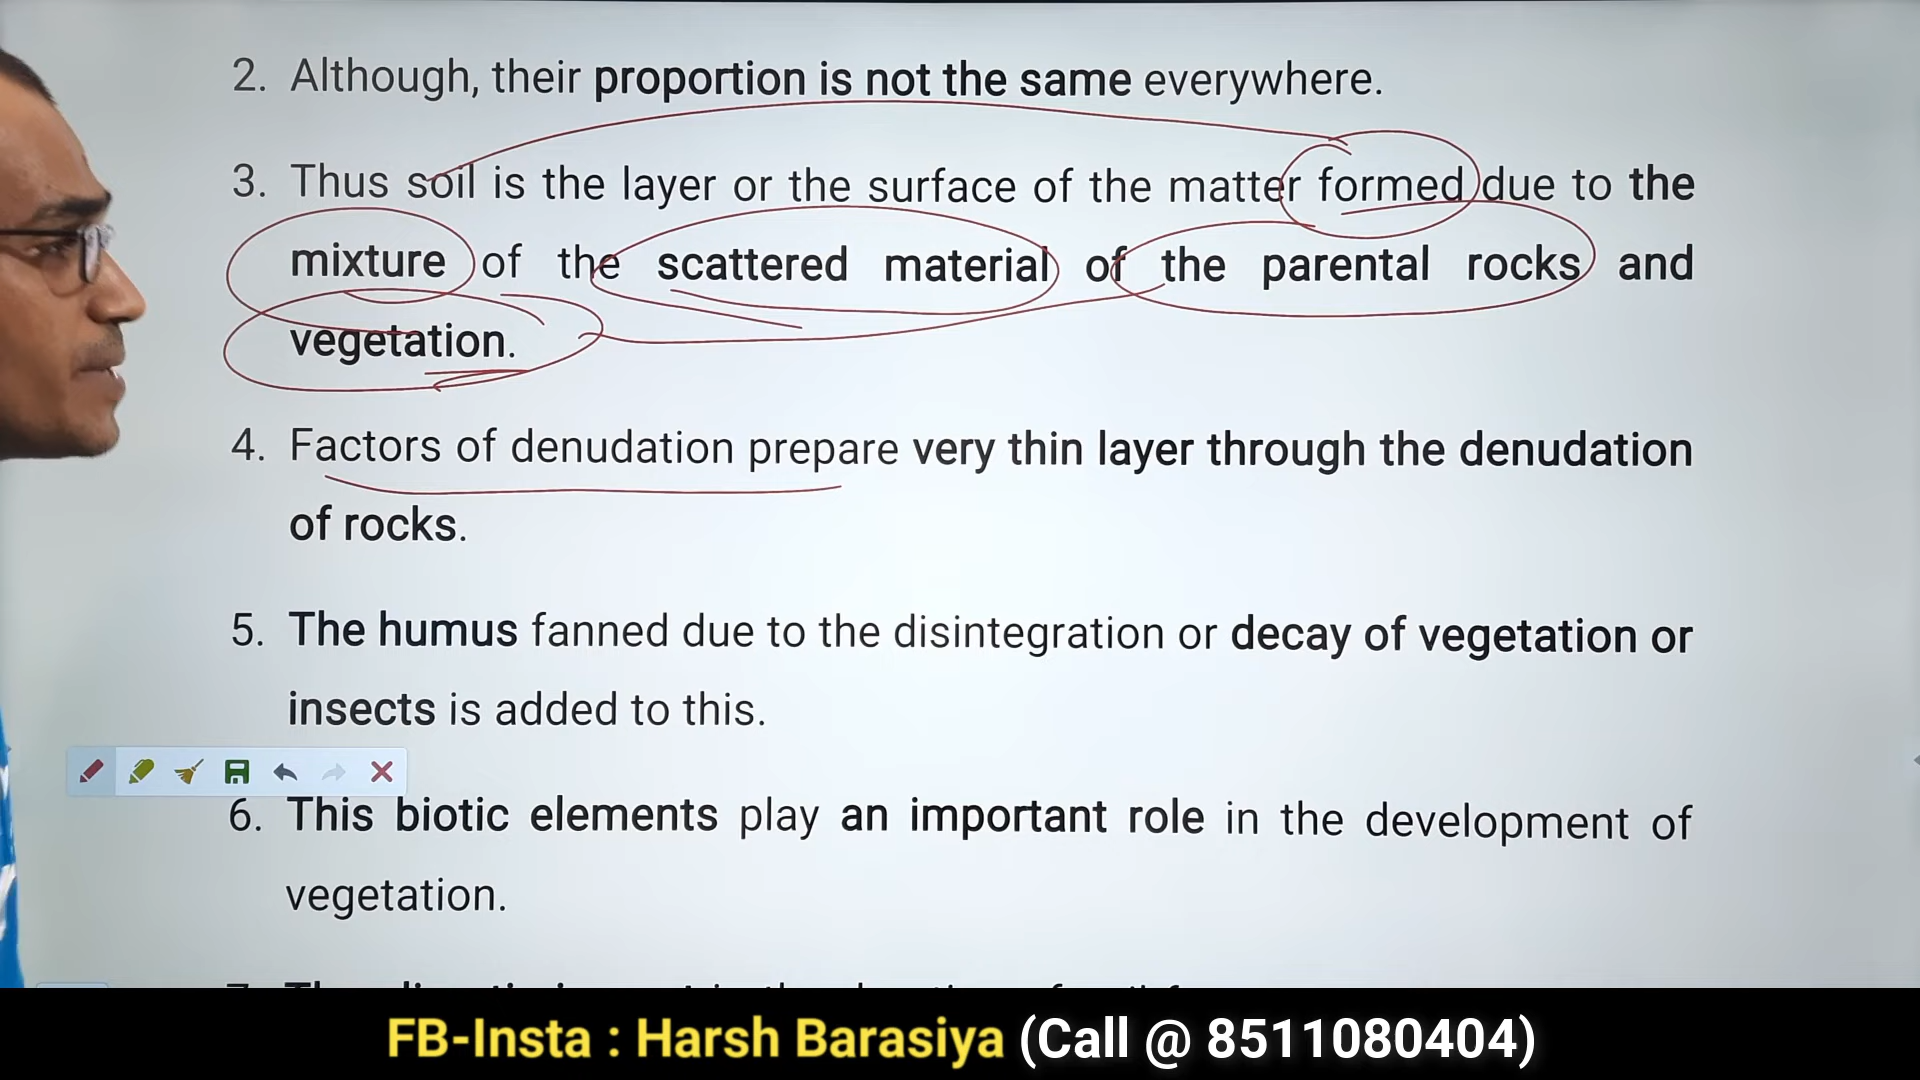 2. Although, their proportion is not the same everywhere.
3. Thus soil is the layer or the surface of the matter formed due to the
mixture of the scattered material of the parental rocks and
vegetation.
4. Factors of denudation prepare very thin layer through the denudation
of rocks.
5. The humus fanned due to the disintegration or decay of vegetation or
insects is added to this.
6. This biotic elements play an important role in the development of
vegetation.
FB-Insta : Harsh Barasiya (Call @ 8511080404)